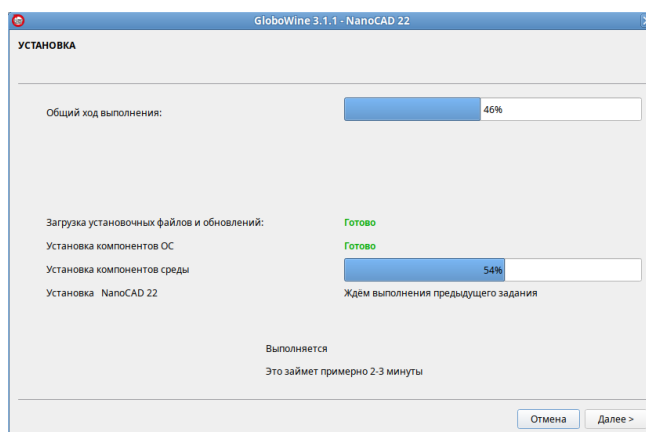 GloboWine 3.1.1 - NanoCAD 22
УСТАНОВКА
Общий ход выполнения: 46%
Загрузка установочных файлов и обновлений: Готово
Установка компонентов ОС Готово
Установка компонентов среды 54%
Установка NanoCAD 22 Ждём выполнения предыдущего задания
Выполняется
Это займет примерно 2-3 минуты
Отмена Далее >